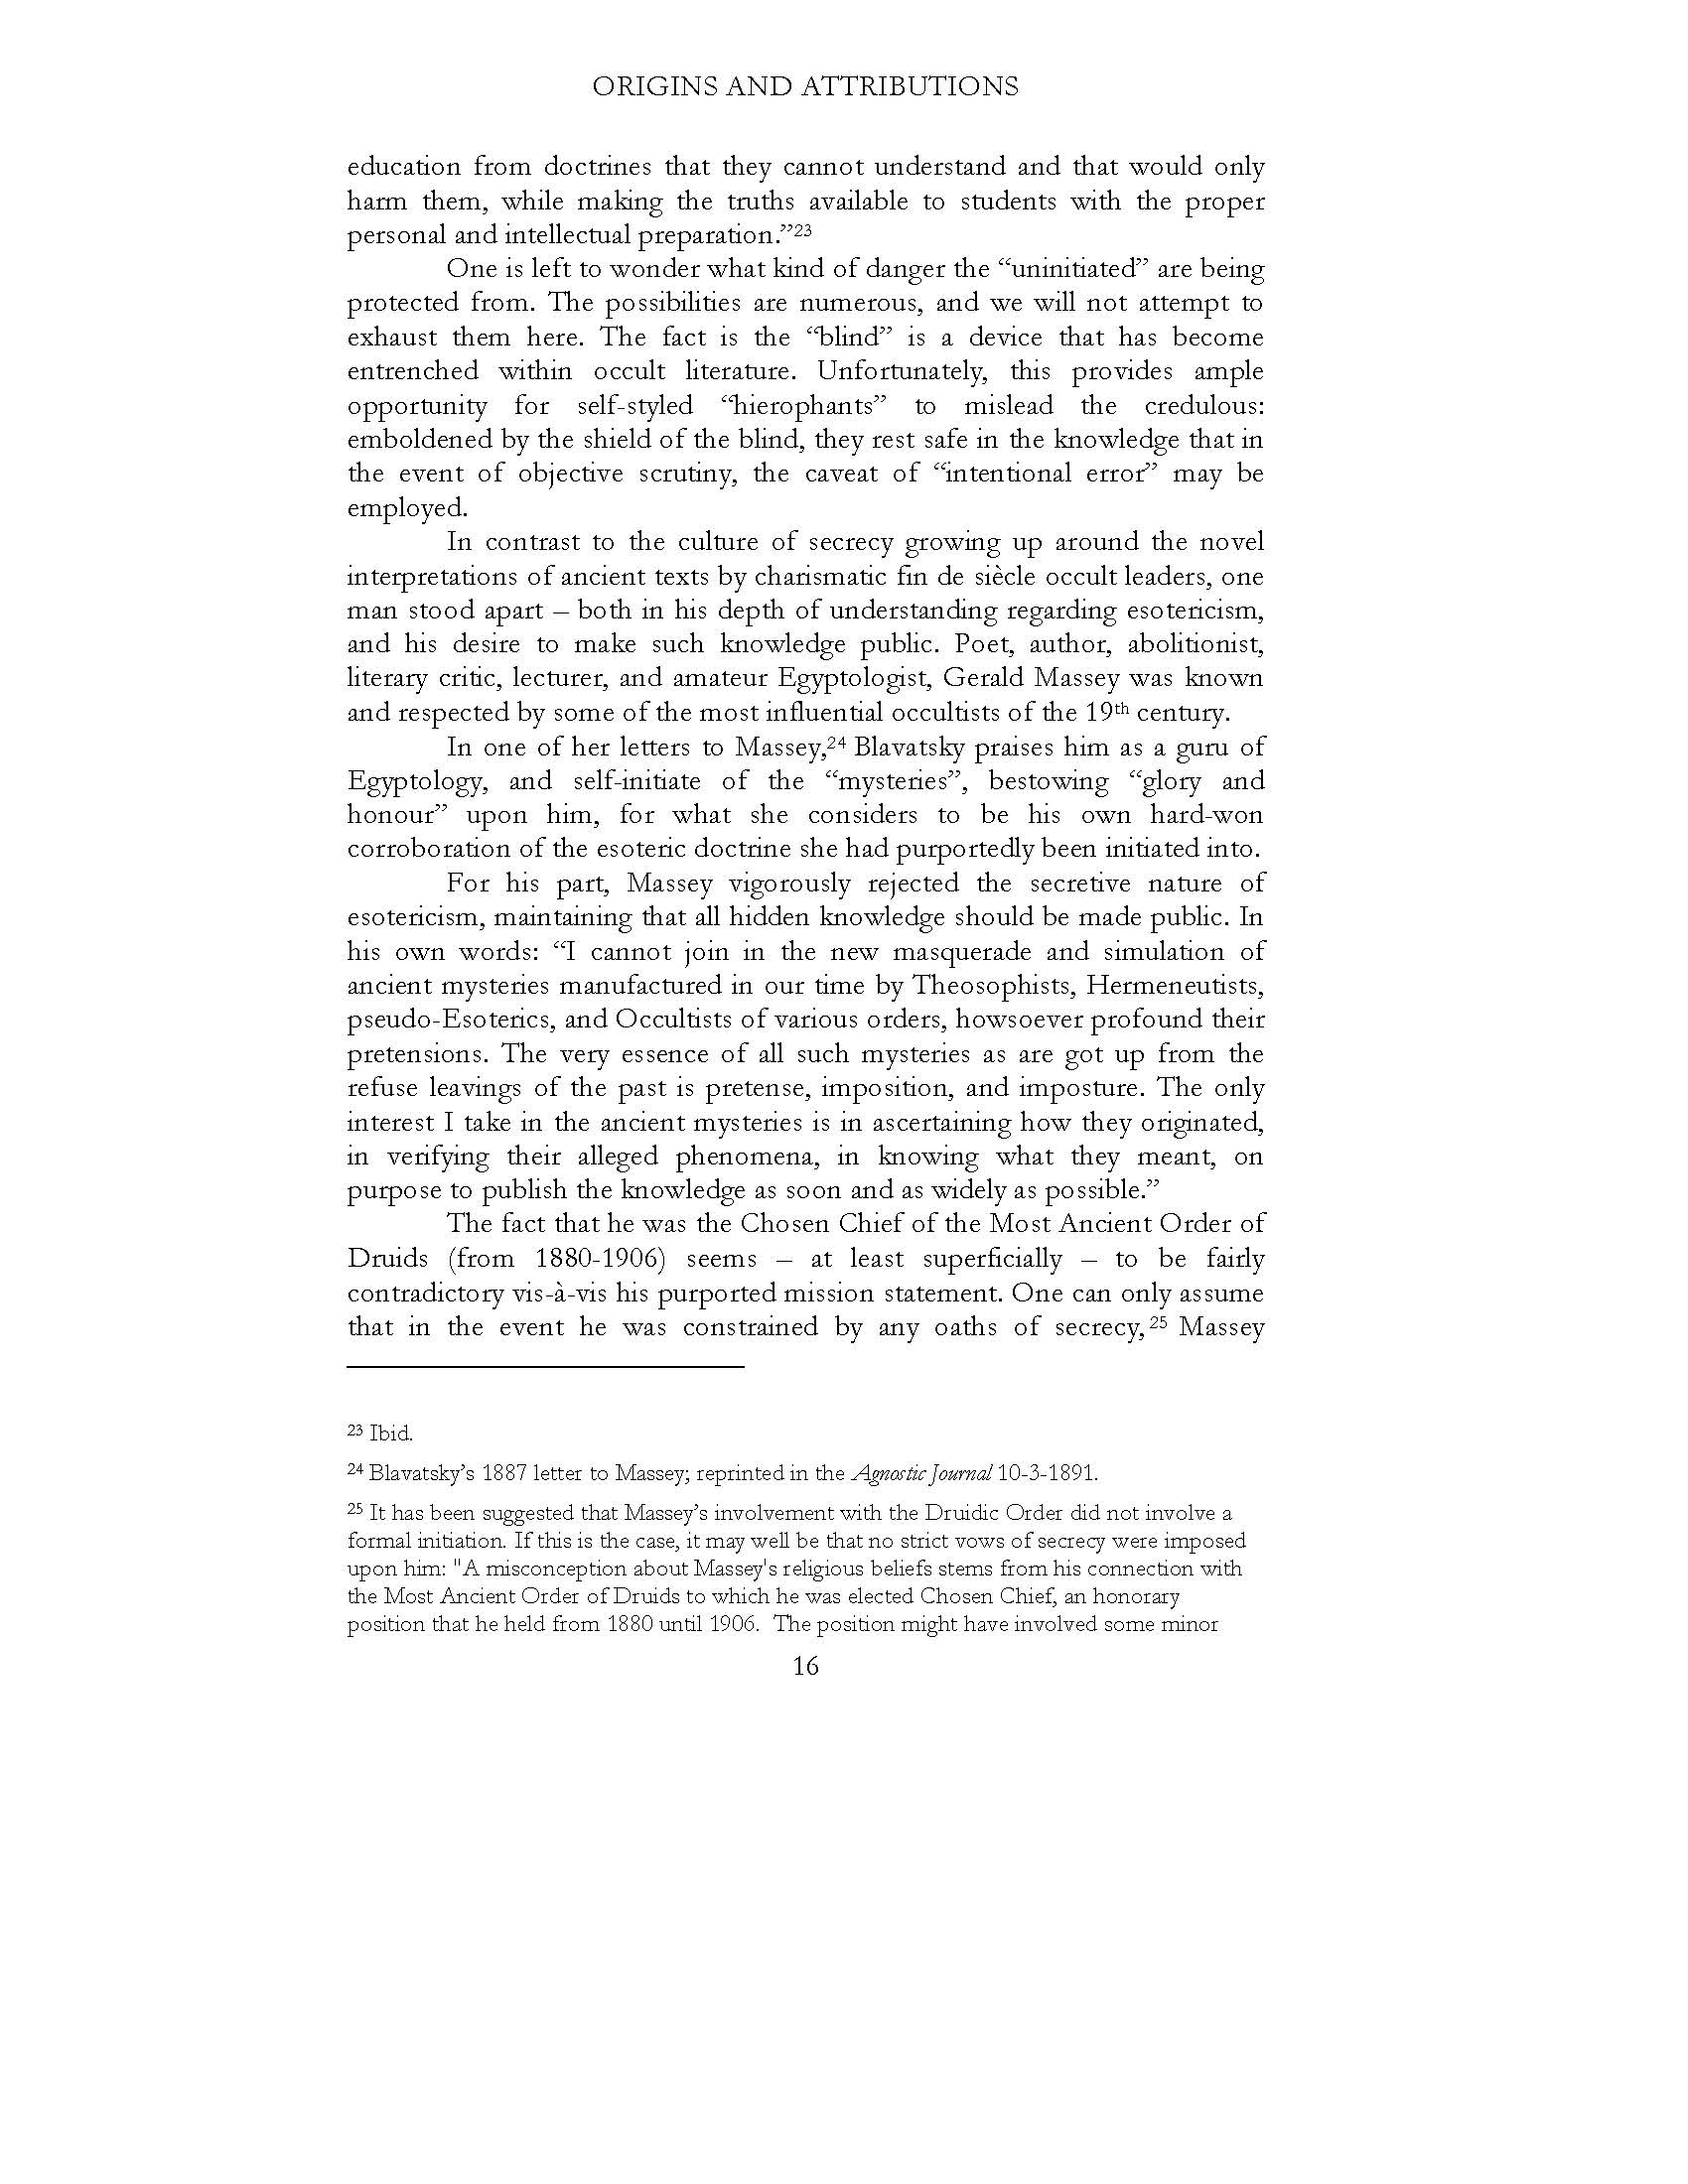 ORIGINS AND ATTRIBUTIONS
education from doctrines that they cannot understand and that would only
harm them, while making the truths available to students with the proper
personal and intellectual preparation.”23
One is left to wonder what kind of danger the “uninitiated” are being
protected from. The possibilities are numerous, and we will not attempt to
exhaust them here. The fact is the “blind” is a device that has become
entrenched within occult literature. Unfortunately, this provides ample
opportunity for self-styled “hierophants” to mislead the credulous:
emboldened by the shield of the blind, they rest safe in the knowledge that in
the event of objective scrutiny, the caveat of “intentional error” may be
employed.
In contrast to the culture of secrecy growing up around the novel
interpretations of ancient texts by charismatic fin de siècle occult leaders, one
man stood apart – both in his depth of understanding regarding esotericism,
and his desire to make such knowledge public. Poet, author, abolitionist,
literary critic, lecturer, and amateur Egyptologist, Gerald Massey was known
and respected by some of the most influential occultists of the 19th century.
In one of her letters to Massey,24 Blavatsky praises him as a guru of
Egyptology, and self-initiate of the “mysteries”, bestowing “glory and
honour” upon him, for what she considers to be his own hard-won
corroboration of the esoteric doctrine she had purportedly been initiated into.
For his part, Massey vigorously rejected the secretive nature of
esotericism, maintaining that all hidden knowledge should be made public. In
his own words: “I cannot join in the new masquerade and simulation of
ancient mysteries manufactured in our time by Theosophists, Hermeneutists,
pseudo-Esoterics, and Occultists of various orders, howsoever profound their
pretensions. The very essence of all such mysteries as are got up from the
refuse leavings of the past is pretense, imposition, and imposture. The only
interest I take in the ancient mysteries is in ascertaining how they originated,
in verifying their alleged phenomena, in knowing what they meant, on
purpose to publish the knowledge as soon and as widely as possible.”
The fact that he was the Chosen Chief of the Most Ancient Order of
Druids (from 1880-1906) seems – at least superficially – to be fairly
contradictory vis-à-vis his purported mission statement. One can only assume
that in the event he was constrained by any oaths of secrecy,25 Massey
23 Ibid.
24 Blavatsky’s 1887 letter to Massey; reprinted in the Agnostic Journal 10-3-1891.
25 It has been suggested that Massey’s involvement with the Druidic Order did not involve a
formal initiation. If this is the case, it may well be that no strict vows of secrecy were imposed
upon him: "A misconception about Massey's religious beliefs stems from his connection with
the Most Ancient Order of Druids to which he was elected Chosen Chief, an honorary
position that he held from 1880 until 1906. The position might have involved some minor
16